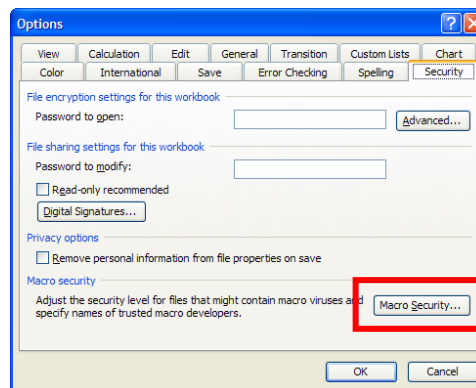 Options
View Calculation Edit General Transition Custom Lists Chart
Color International Save Error Checking Spelling Security
File encryption settings for this workbook
Password to open:
Advanced...
File sharing settings for this workbook
Password to modify:
Read-only recommended
Digital Signatures...
Privacy options
Remove personal information from file properties on save
Macro security
Adjust the security level for files that might contain macro viruses and
specify names of trusted macro developers.
Macro Security...
OK Cancel